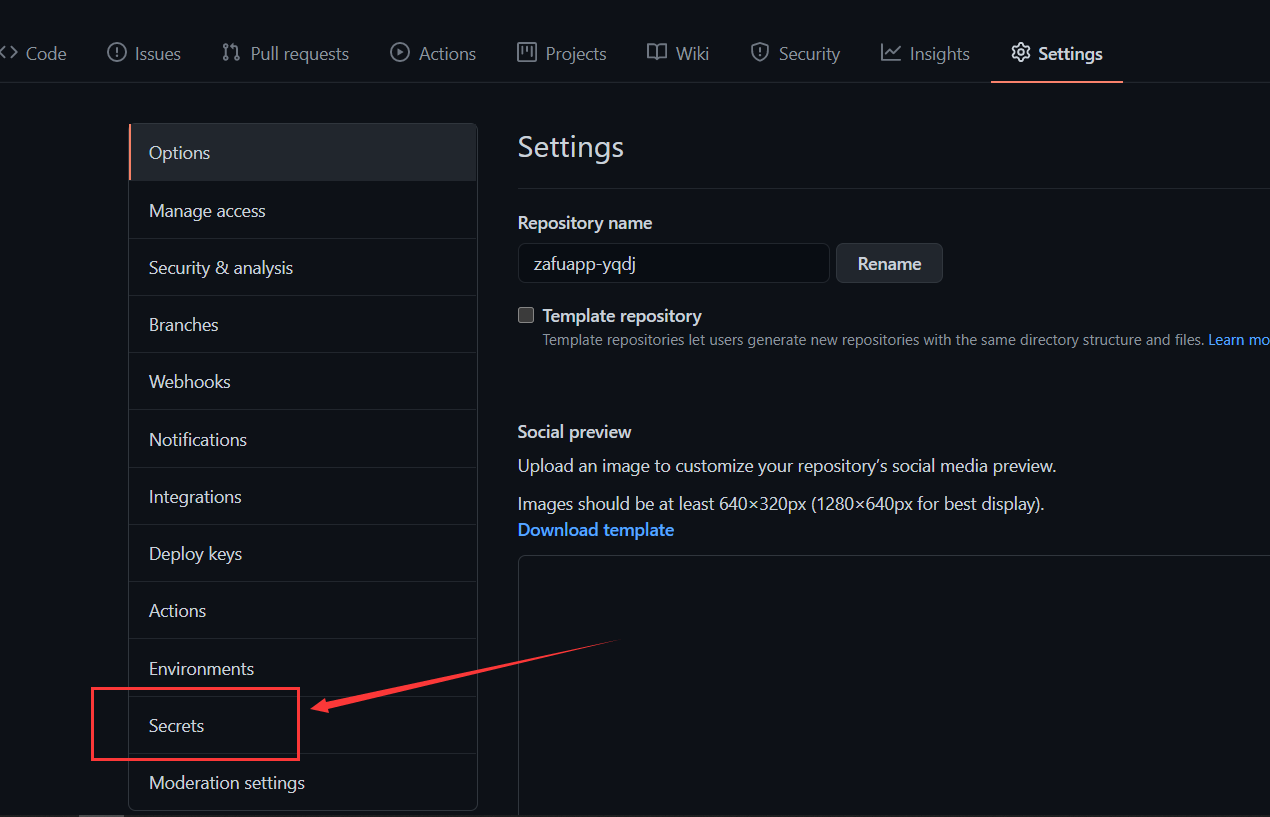 Code Issues Pull requests Actions Projects Wiki Security Insights Settings
Options
Manage access
Security & analysis
Branches
Webhooks
Notifications
Integrations
Deploy keys
Actions
Environments
Secrets
Moderation settings
Settings
Repository name
zafuapp-yqdj Rename
Template repository
Template repositories let users generate new repositories with the same directory structure and files. Learn mo
Social preview
Upload an image to customize your repository's social media preview.
Images should be at least 640×320px (1280×640px for best display).
Download template